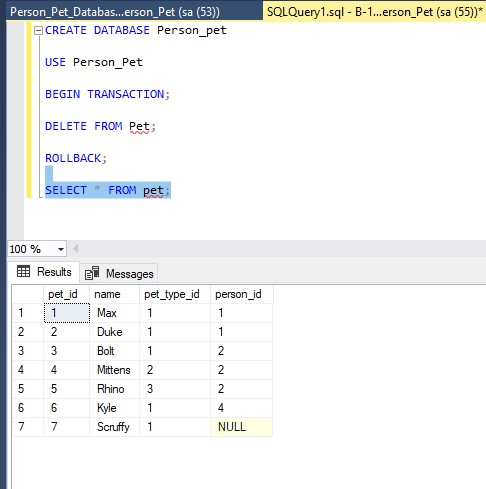 Person_Pet_Databas...erson_Pet (sa (53)) SQLQuery1.sql - B-1...erson_Pet (sa (55))*
CREATE DATABASE Person_pet
USE Person_Pet
BEGIN TRANSACTION;
DELETE FROM Pet;
ROLLBACK;
SELECT * FROM pet;
100 %
Results Messages
pet_id name pet_type_id person_id
1 1 Max 1 1
2 2 Duke 1 1
3 3 Bolt 1 2
4 4 Mittens 2 2
5 5 Rhino 3 2
6 6 Kyle 1 4
7 7 Scruffy 1 NULL